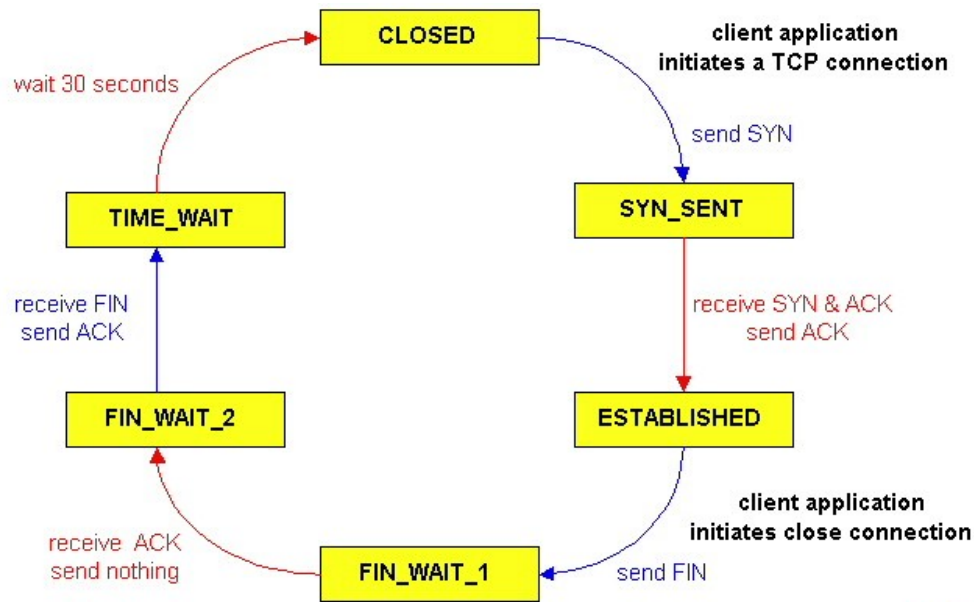 CLOSED
client application
initiates a TCP connection
wait 30 seconds
send SYN
TIME_WAIT
SYN_SENT
receive FIN
send ACK
receive SYN & ACK
send ACK
FIN_WAIT_2
ESTABLISHED
client application
initiates close connection
receive ACK
send nothing
FIN_WAIT_1
send FIN